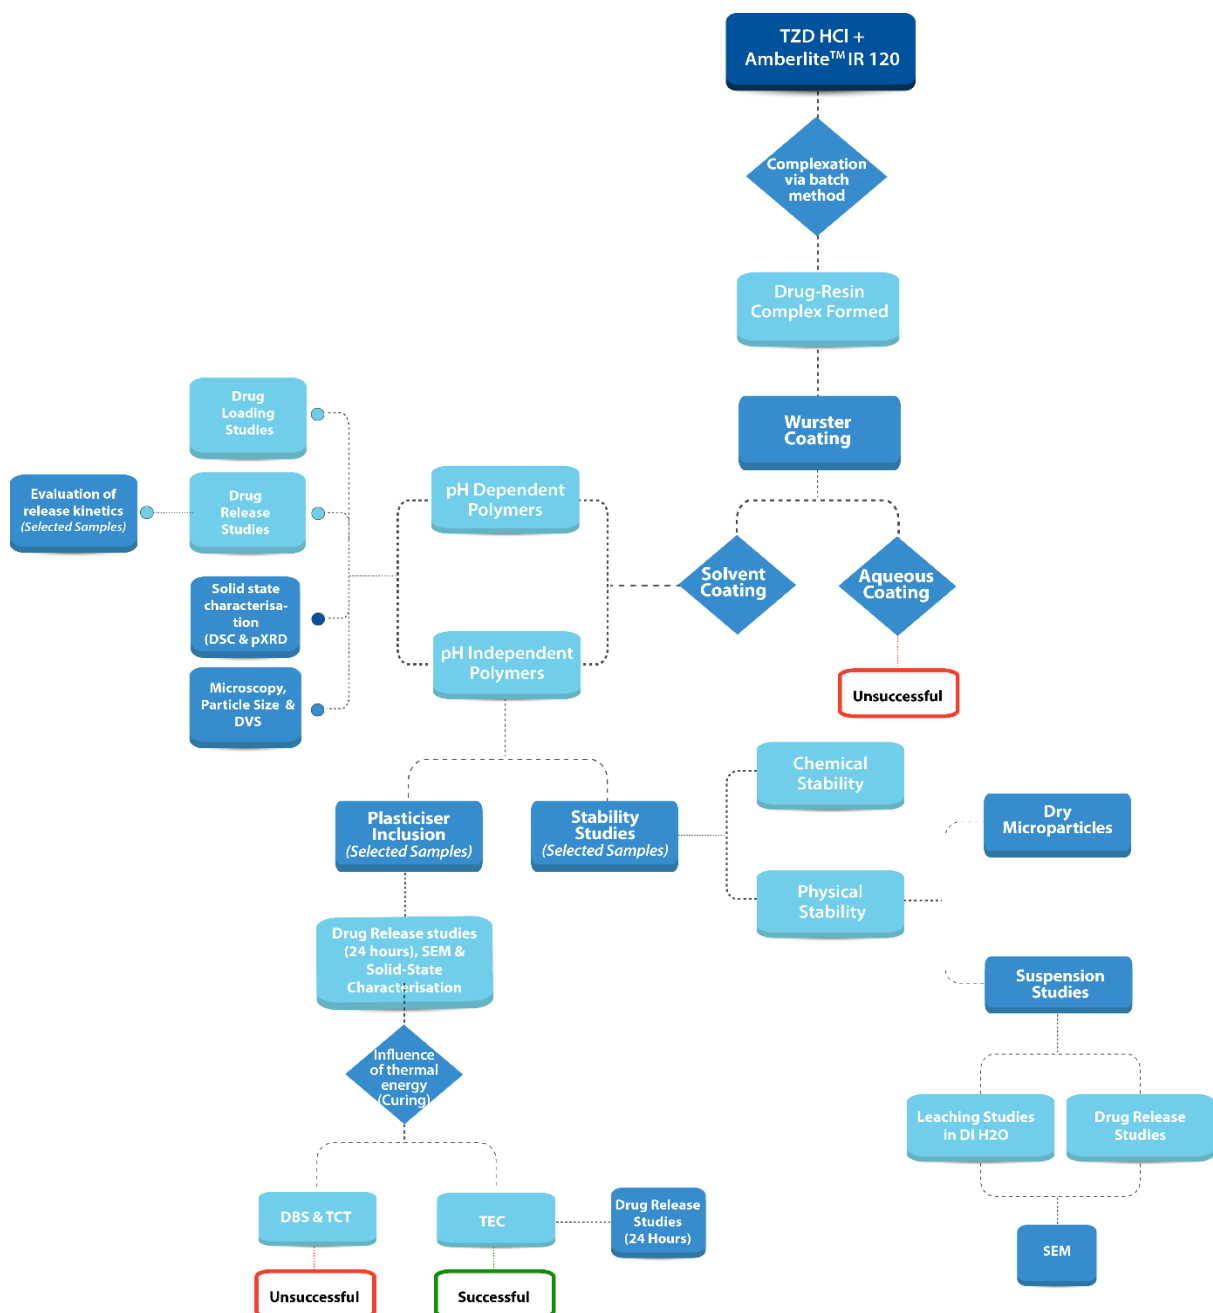 TZD HCl +
Amberlite™ IR 120
Complexation
via batch
method
Drug-Resin
Complex Formed
Wurster
Coating
Solvent
Coating
Aqueous
Coating
Unsuccessful
pH Dependent
Polymers
pH Independent
Polymers
Drug
Loading
Studies
Drug
Release
Studies
Evaluation of
release kinetics
(Selected Samples)
Solid state
characterisa-
tion
(DSC & pXRD
Microscopy,
Particle Size &
DVS
Plasticiser
Inclusion
(Selected Samples)
Stability
Studies
(Selected Samples)
Chemical
Stability
Physical
Stability
Dry
Microparticles
Suspension
Studies
Leaching Studies
in DI H2O
Drug Release
Studies
SEM
Drug Release studies
(24 hours), SEM &
Solid-State
Characterisation
Influence
of thermal
energy
(Curing)
DBS & TCT
Unsuccessful
TEC
Successful
Drug Release
Studies
(24 Hours)